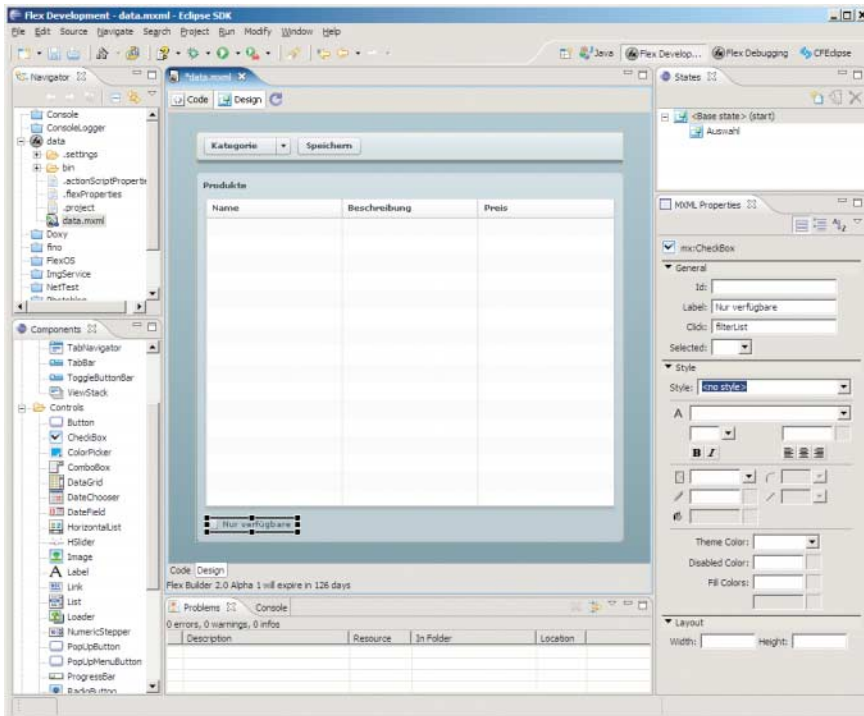 Flex Development - data.mxml - Eclipse SDK
File Edit Source Navigate Search Project Run Modify Window Help
Java Flex Develop... Flex Debugging CFEclipse
Navigator
Console
ConsoleLogger
data
.settings
bin
.actionScriptPropertie
.flexProperties
.project
data.mxml
Doxy
fino
FlexOS
ImgService
NetTest
Components
TabNavigator
TabBar
ToggleButtonBar
ViewStack
Controls
Button
CheckBox
ColorPicker
ComboBox
DataGrid
DateChooser
DateField
HorizontalList
HSlider
Image
Label
Link
List
Loader
NumericStepper
PopUpButton
PopUpMenuButton
ProgressBar
RadioButton
*data.mxml
Code Design
Kategorie Speichern
Produkte
Name Beschreibung Preis
Nur verfügbare
Code Design
Flex Builder 2.0 Alpha 1 will expire in 126 days
Problems Console
0 errors, 0 warnings, 0 infos
Description Resource In Folder Location
States
<Base state> (start)
Auswahl
MXML Properties
mx:CheckBox
General
Id:
Label: Nur verfügbare
Click: filterList
Selected:
Style
Style: <no style>
A
B I
Theme Color:
Disabled Color:
Fill Colors:
Layout
Width: Height: